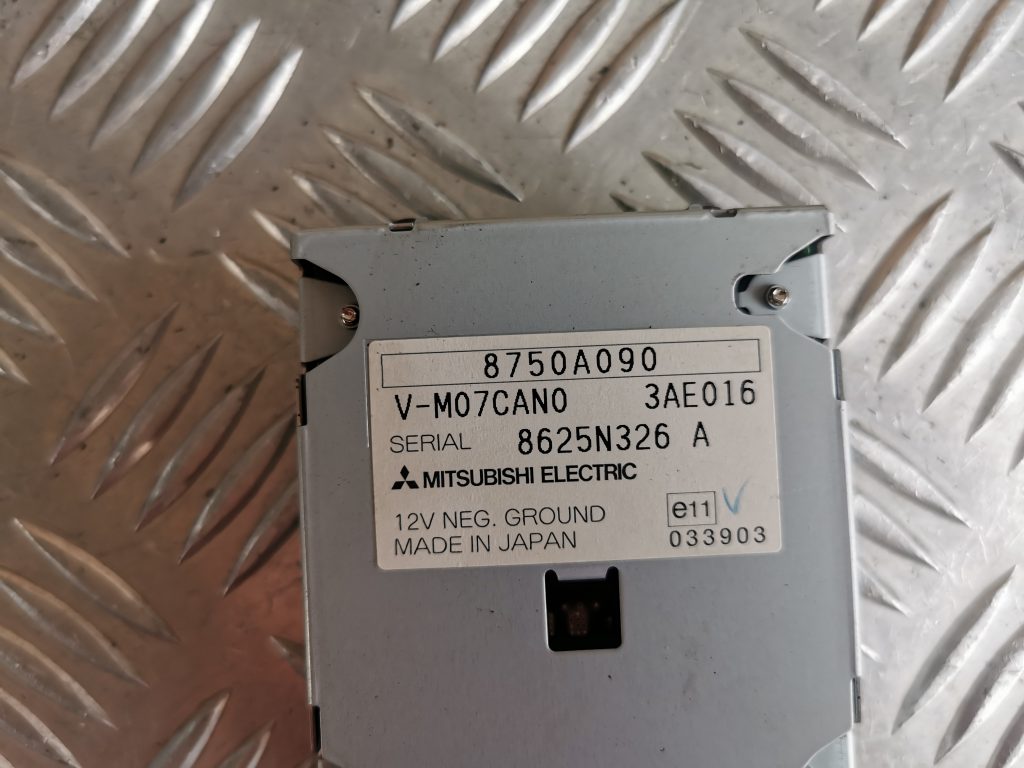 8750A090
V-M07CAN0 3AE016
SERIAL 8625N326 A
MITSUBISHI ELECTRIC
12V NEG. GROUND e11 V
MADE IN JAPAN 033903